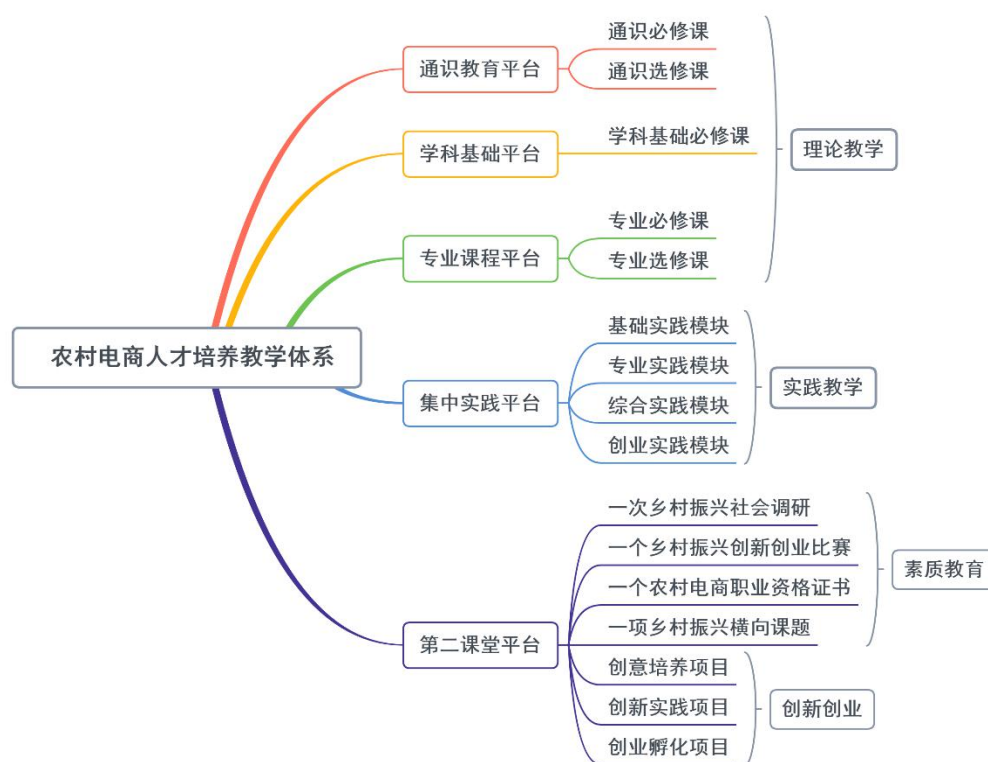 农村电商人才培养教学体系
通识教育平台
通识必修课
通识选修课
学科基础平台
学科基础必修课
专业课程平台
专业必修课
专业选修课
理论教学
集中实践平台
基础实践模块
专业实践模块
综合实践模块
创业实践模块
实践教学
第二课堂平台
一次乡村振兴社会调研
一个乡村振兴创新创业比赛
一个农村电商职业资格证书
一项乡村振兴横向课题
素质教育
创意培养项目
创新实践项目
创业孵化项目
创新创业